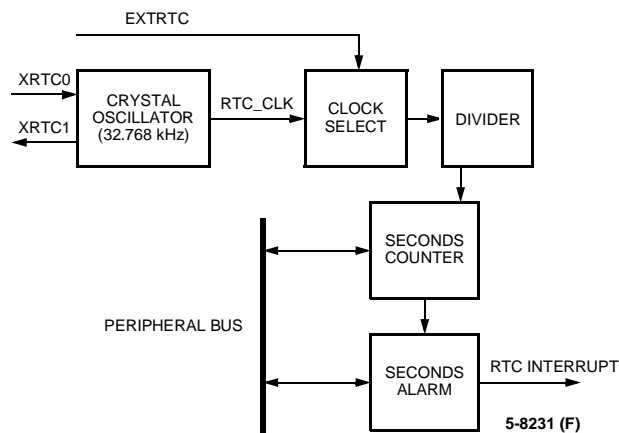 EXTRTC
XRTC0
XRTC1
CRYSTAL
OSCILLATOR
(32.768 kHz)
RTC_CLK
CLOCK
SELECT
DIVIDER
SECONDS
COUNTER
PERIPHERAL BUS
SECONDS
ALARM
RTC INTERRUPT
5-8231 (F)